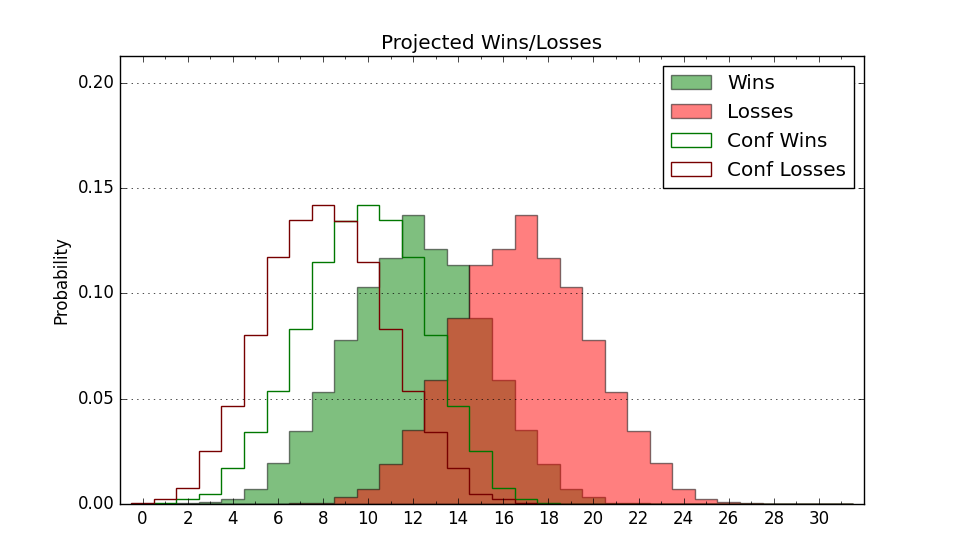 Projected Wins/Losses
Wins
Losses
Conf Wins
Conf Losses
Probability
0.20
0.15
0.10
0.05
0.00
0 2 4 6 8 10 12 14 16 18 20 22 24 26 28 30